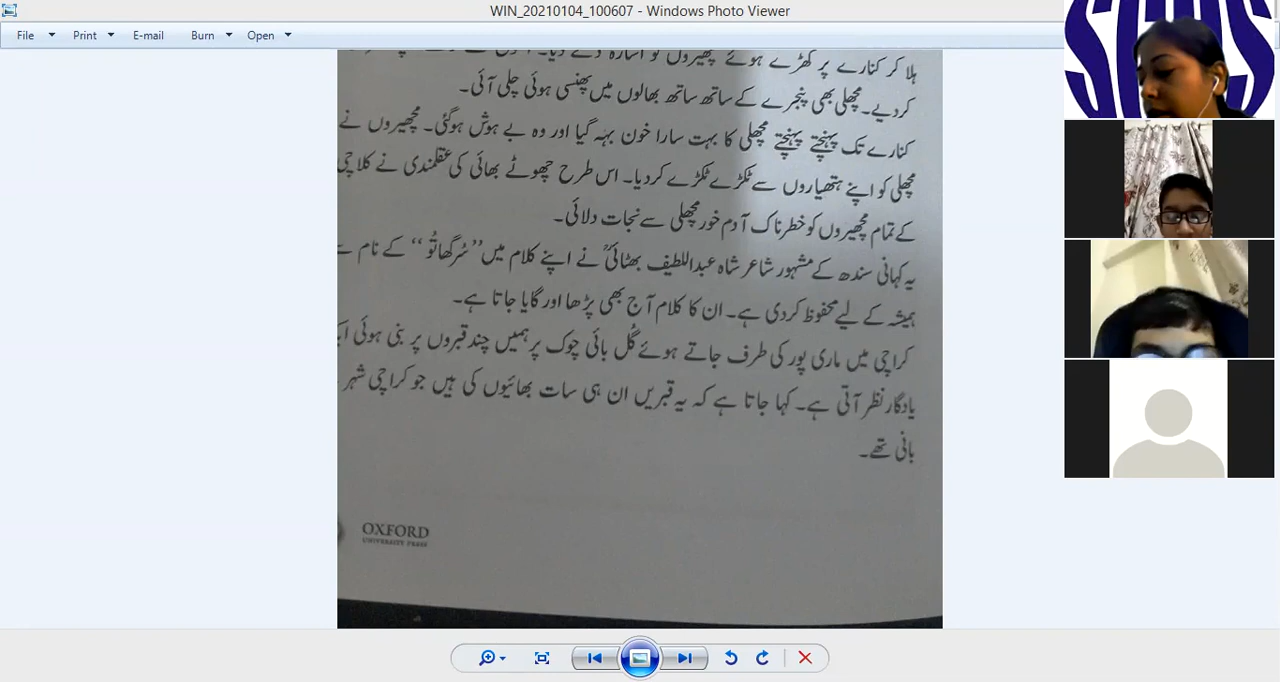 WIN_20210104_100607 - Windows Photo Viewer
File Print E-mail Burn Open
ہلا کر کنارے پر کھڑے ہوئے مچھیروں کو اشارہ دے دیا۔
کردیے۔ مچھلی بھی پنجرے کے ساتھ ساتھ بھالوں میں پھنسی ہوئی چلی آئی۔
کنارے تک پہنچتے پہنچتے مچھلی کا بہت سارا خون بہہ گیا اور وہ بے ہوش ہوگئی۔ مچھیروں نے
مچھلی کو اپنے ہتھیاروں سے ٹکڑے ٹکڑے کردیا۔ اس طرح چھوٹے بھائی کی عقلمندی نے کلاچی
کے تمام مچھیروں کو خطرناک آدم خور مچھلی سے نجات دلائی۔
یہ کہانی سندھ کے مشہور شاعر شاہ عبداللطیف بھٹائیؒ نے اپنے کلام میں ”سُر گھاتُو“ کے نام سے
ہمیشہ کے لیے محفوظ کردی ہے۔ ان کا کلام آج بھی پڑھا اور گایا جاتا ہے۔
کراچی میں ماری پور کی طرف جاتے ہوئے گُل بائی چوک پر ہمیں چند قبروں پر بنی ہوئی
یادگار نظر آتی ہے۔ کہا جاتا ہے کہ یہ قبریں ان ہی سات بھائیوں کی ہیں جو کراچی شہر
بانی تھے۔
OXFORD
UNIVERSITY PRESS